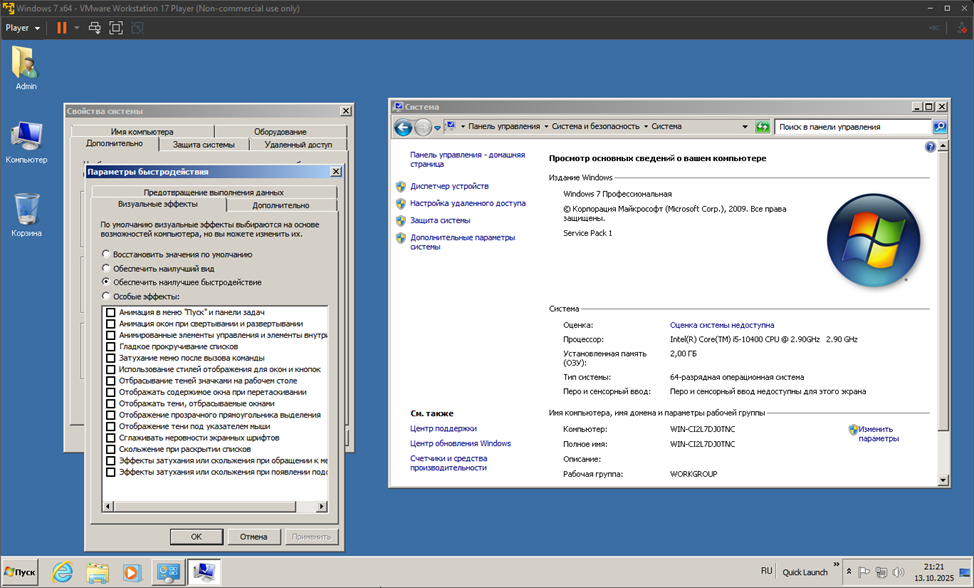 Windows 7 x64 - VMware Workstation 17 Player (Non-commercial use only)
Player
Admin
Компьютер
Корзина
Свойства системы
Имя компьютера
Оборудование
Дополнительно
Защита системы
Удаленный доступ
Параметры быстродействия
Предотвращение выполнения данных
Визуальные эффекты
Дополнительно
По умолчанию визуальные эффекты выбираются на основе
возможностей компьютера, но вы можете изменить их.
Восстановить значения по умолчанию
Обеспечить наилучший вид
Обеспечить наилучшее быстродействие
Особые эффекты:
Анимация в меню "Пуск" и панели задач
Анимация окон при свертывании и развертывании
Анимированные элементы управления и элементы внутри
Гладкое прокручивание списков
Затухание меню после вызова команды
Использование стилей отображения для окон и кнопок
Отбрасывание теней значками на рабочем столе
Отображать содержимое окна при перетаскивании
Отображать тени, отбрасываемые окнами
Отображение прозрачного прямоугольника выделения
Отображение тени под указателем мыши
Сглаживать неровности экранных шрифтов
Скольжение при раскрытии списков
Эффекты затухания или скольжения при обращении к ме
Эффекты затухания или скольжения при появлении подс
OK
Отмена
Применить
Система
Панель управления
Система и безопасность
Система
Поиск в панели управления
Панель управления - домашняя
страница
Диспетчер устройств
Настройка удаленного доступа
Защита системы
Дополнительные параметры
системы
См. также
Центр поддержки
Центр обновления Windows
Счетчики и средства
производительности
Просмотр основных сведений о вашем компьютере
Издание Windows
Windows 7 Профессиональная
© Корпорация Майкрософт (Microsoft Corp.), 2009. Все права
защищены.
Service Pack 1
Система
Оценка: Оценка системы недоступна
Процессор: Intel(R) Core(TM) i5-10400 CPU @ 2.90GHz 2.90 GHz
Установленная память
(ОЗУ): 2,00 ГБ
Тип системы: 64-разрядная операционная система
Перо и сенсорный ввод: Перо и сенсорный ввод недоступны для этого экрана
Имя компьютера, имя домена и параметры рабочей группы
Компьютер: WIN-CI2L7DJ0TNC
Изменить
параметры
Полное имя: WIN-CI2L7DJ0TNC
Описание:
Рабочая группа: WORKGROUP
Пуск
RU
Quick Launch
21:21
13.10.2025